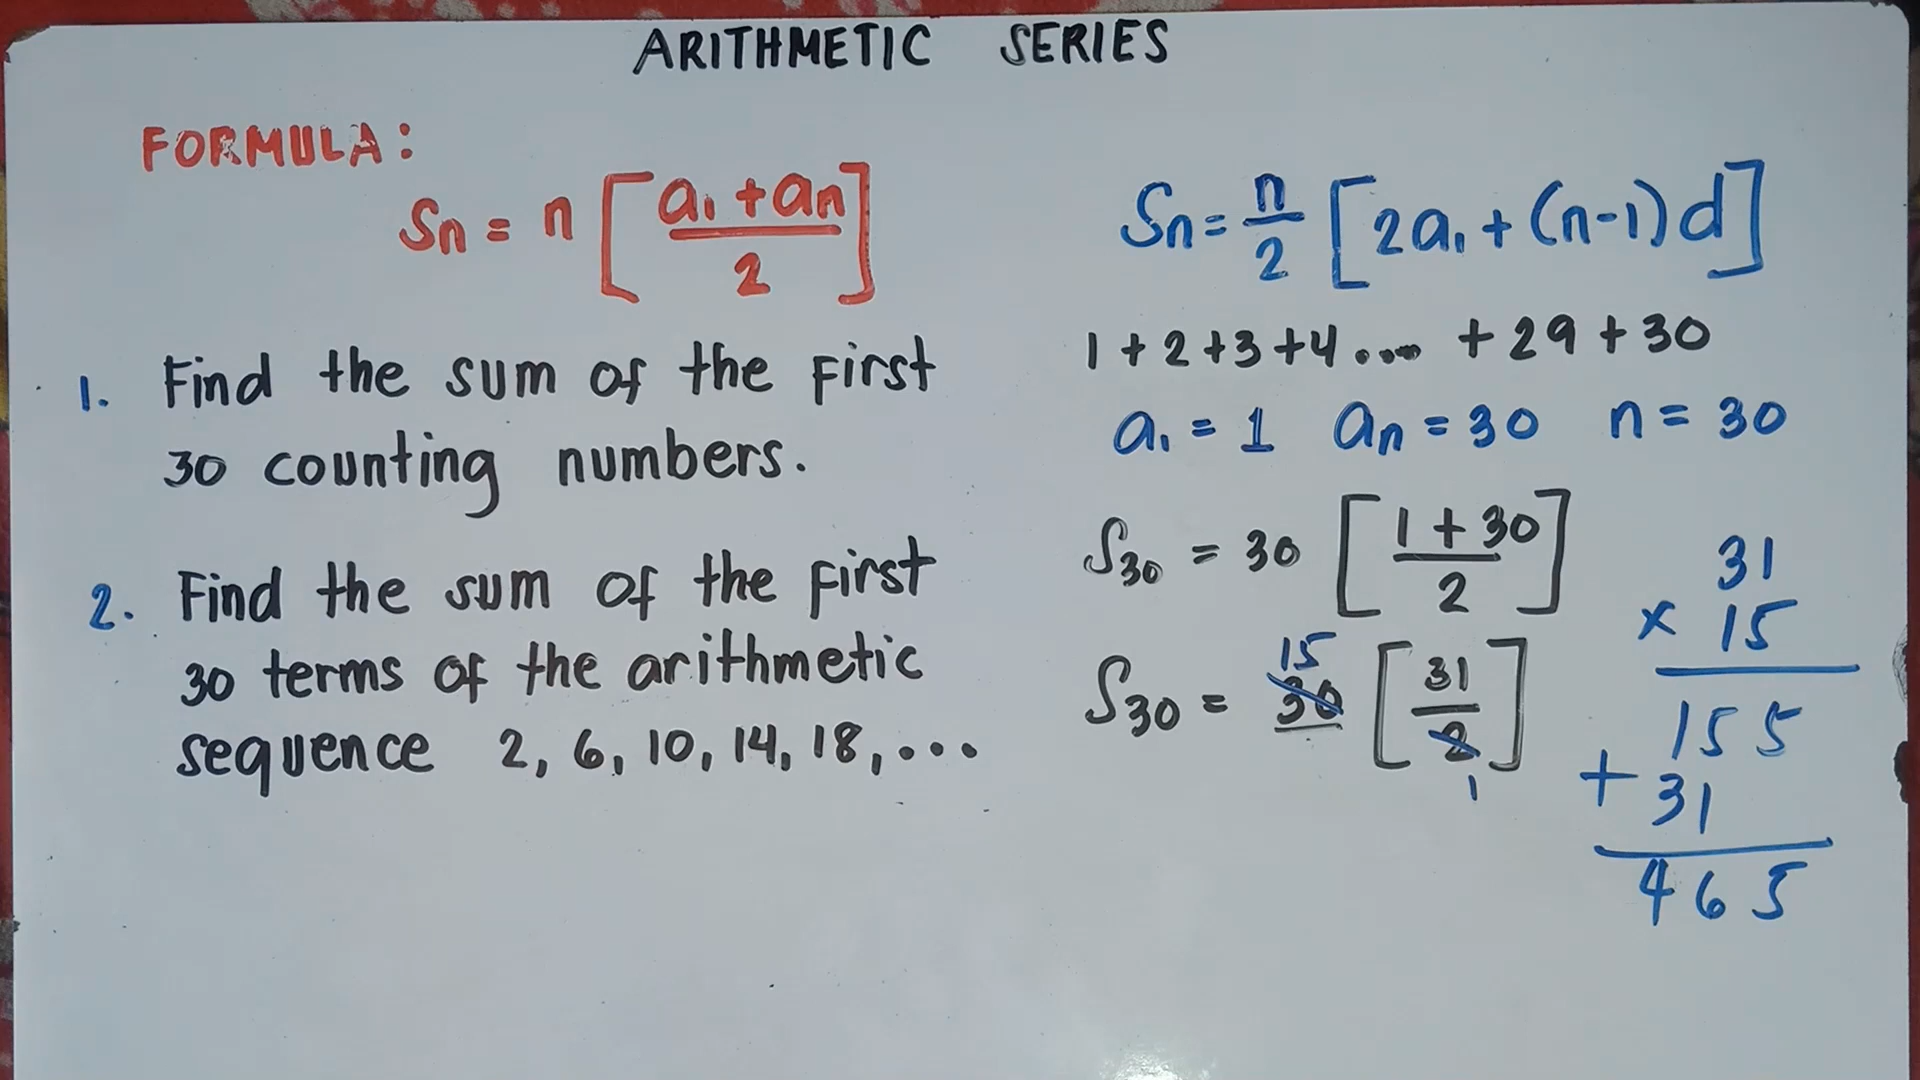 ARITHMETIC SERIES
FORMULA:
Sn = n [ a₁ + an / 2 ]
1. Find the sum of the first
30 counting numbers.
2. Find the sum of the first
30 terms of the arithmetic
sequence 2, 6, 10, 14, 18, ...
Sn = n/2 [ 2a₁ + (n-1)d ]
1 + 2 + 3 + 4 .... + 29 + 30
a₁ = 1 an = 30 n = 30
S₃₀ = 30 [ 1 + 30 / 2 ]
15
S₃₀ = 30 [ 31 / 2 ]
1
31
x 15
155
+ 31
465